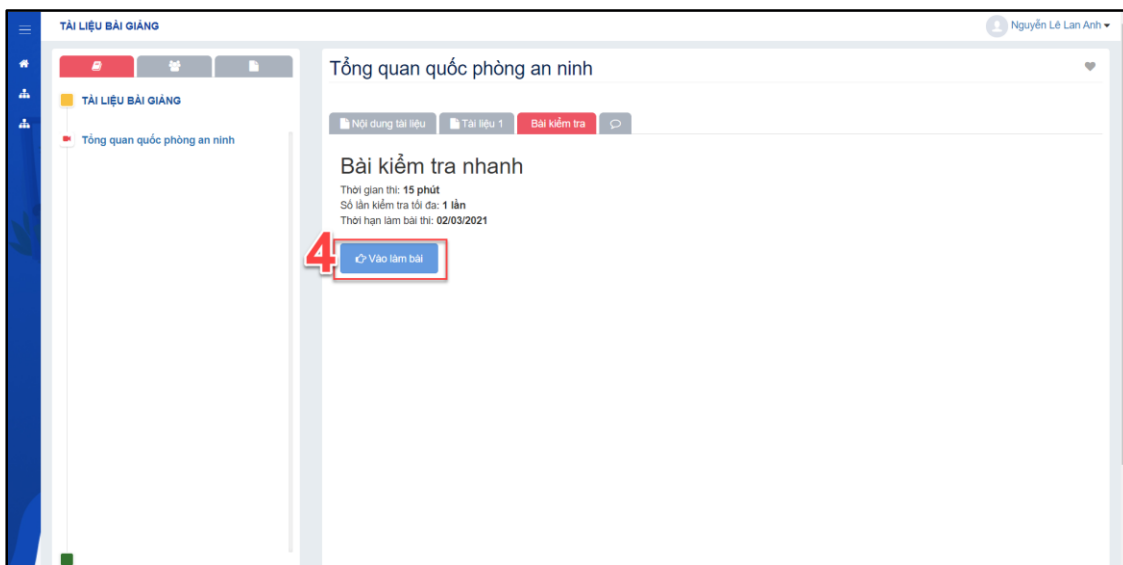 TÀI LIỆU BÀI GIẢNG
Nguyễn Lê Lan Anh
TÀI LIỆU BÀI GIẢNG
Tổng quan quốc phòng an ninh
Tổng quan quốc phòng an ninh
Nội dung tài liệu
Tài liệu 1
Bài kiểm tra
Bài kiểm tra nhanh
Thời gian thi: 15 phút
Số lần kiểm tra tối đa: 1 lần
Thời hạn làm bài thi: 02/03/2021
4
Vào làm bài